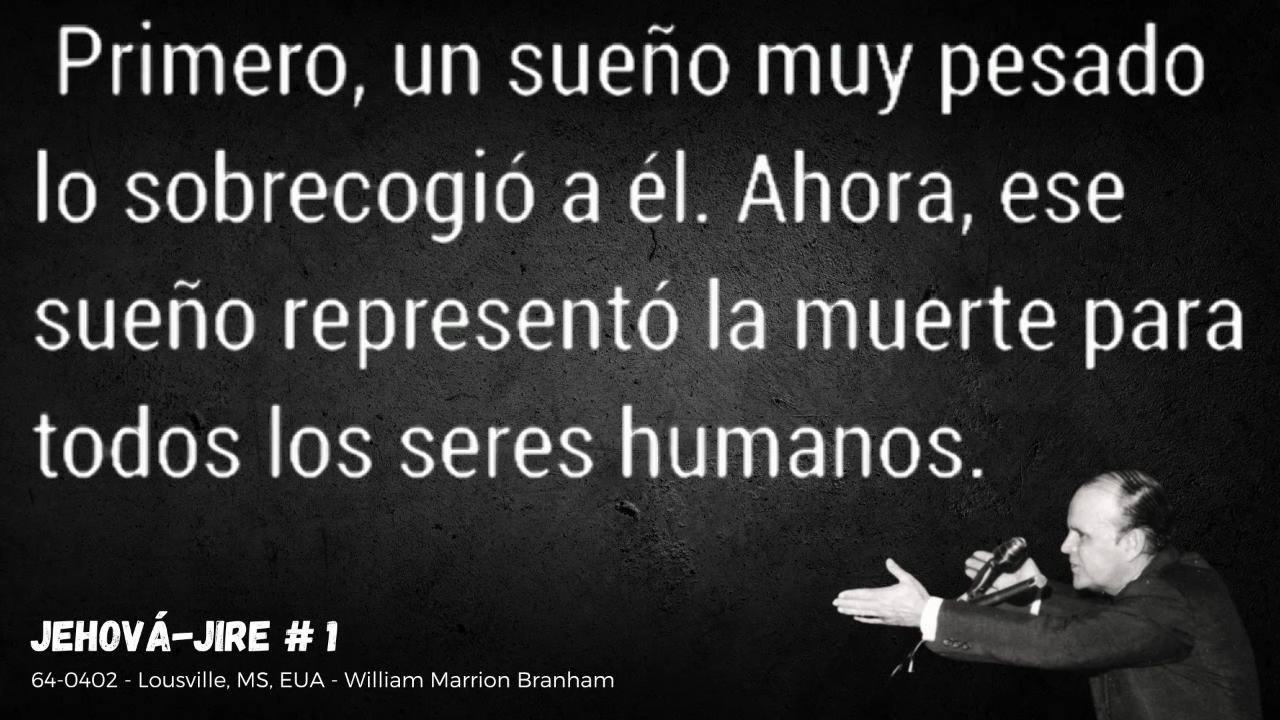 Primero, un sueño muy pesado
lo sobrecogió a él. Ahora, ese
sueño representó la muerte para
todos los seres humanos.
JEHOVÁ-JIRE # 1
64-0402 - Lousville, MS, EUA - William Marrion Branham